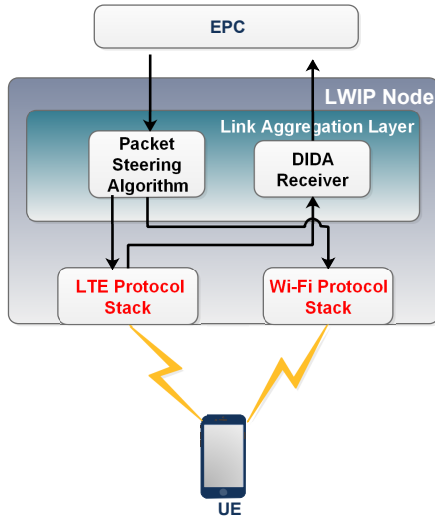 EPC
LWIP Node
Link Aggregation Layer
Packet
Steering
Algorithm
DIDA
Receiver
LTE Protocol
Stack
Wi-Fi Protocol
Stack
UE